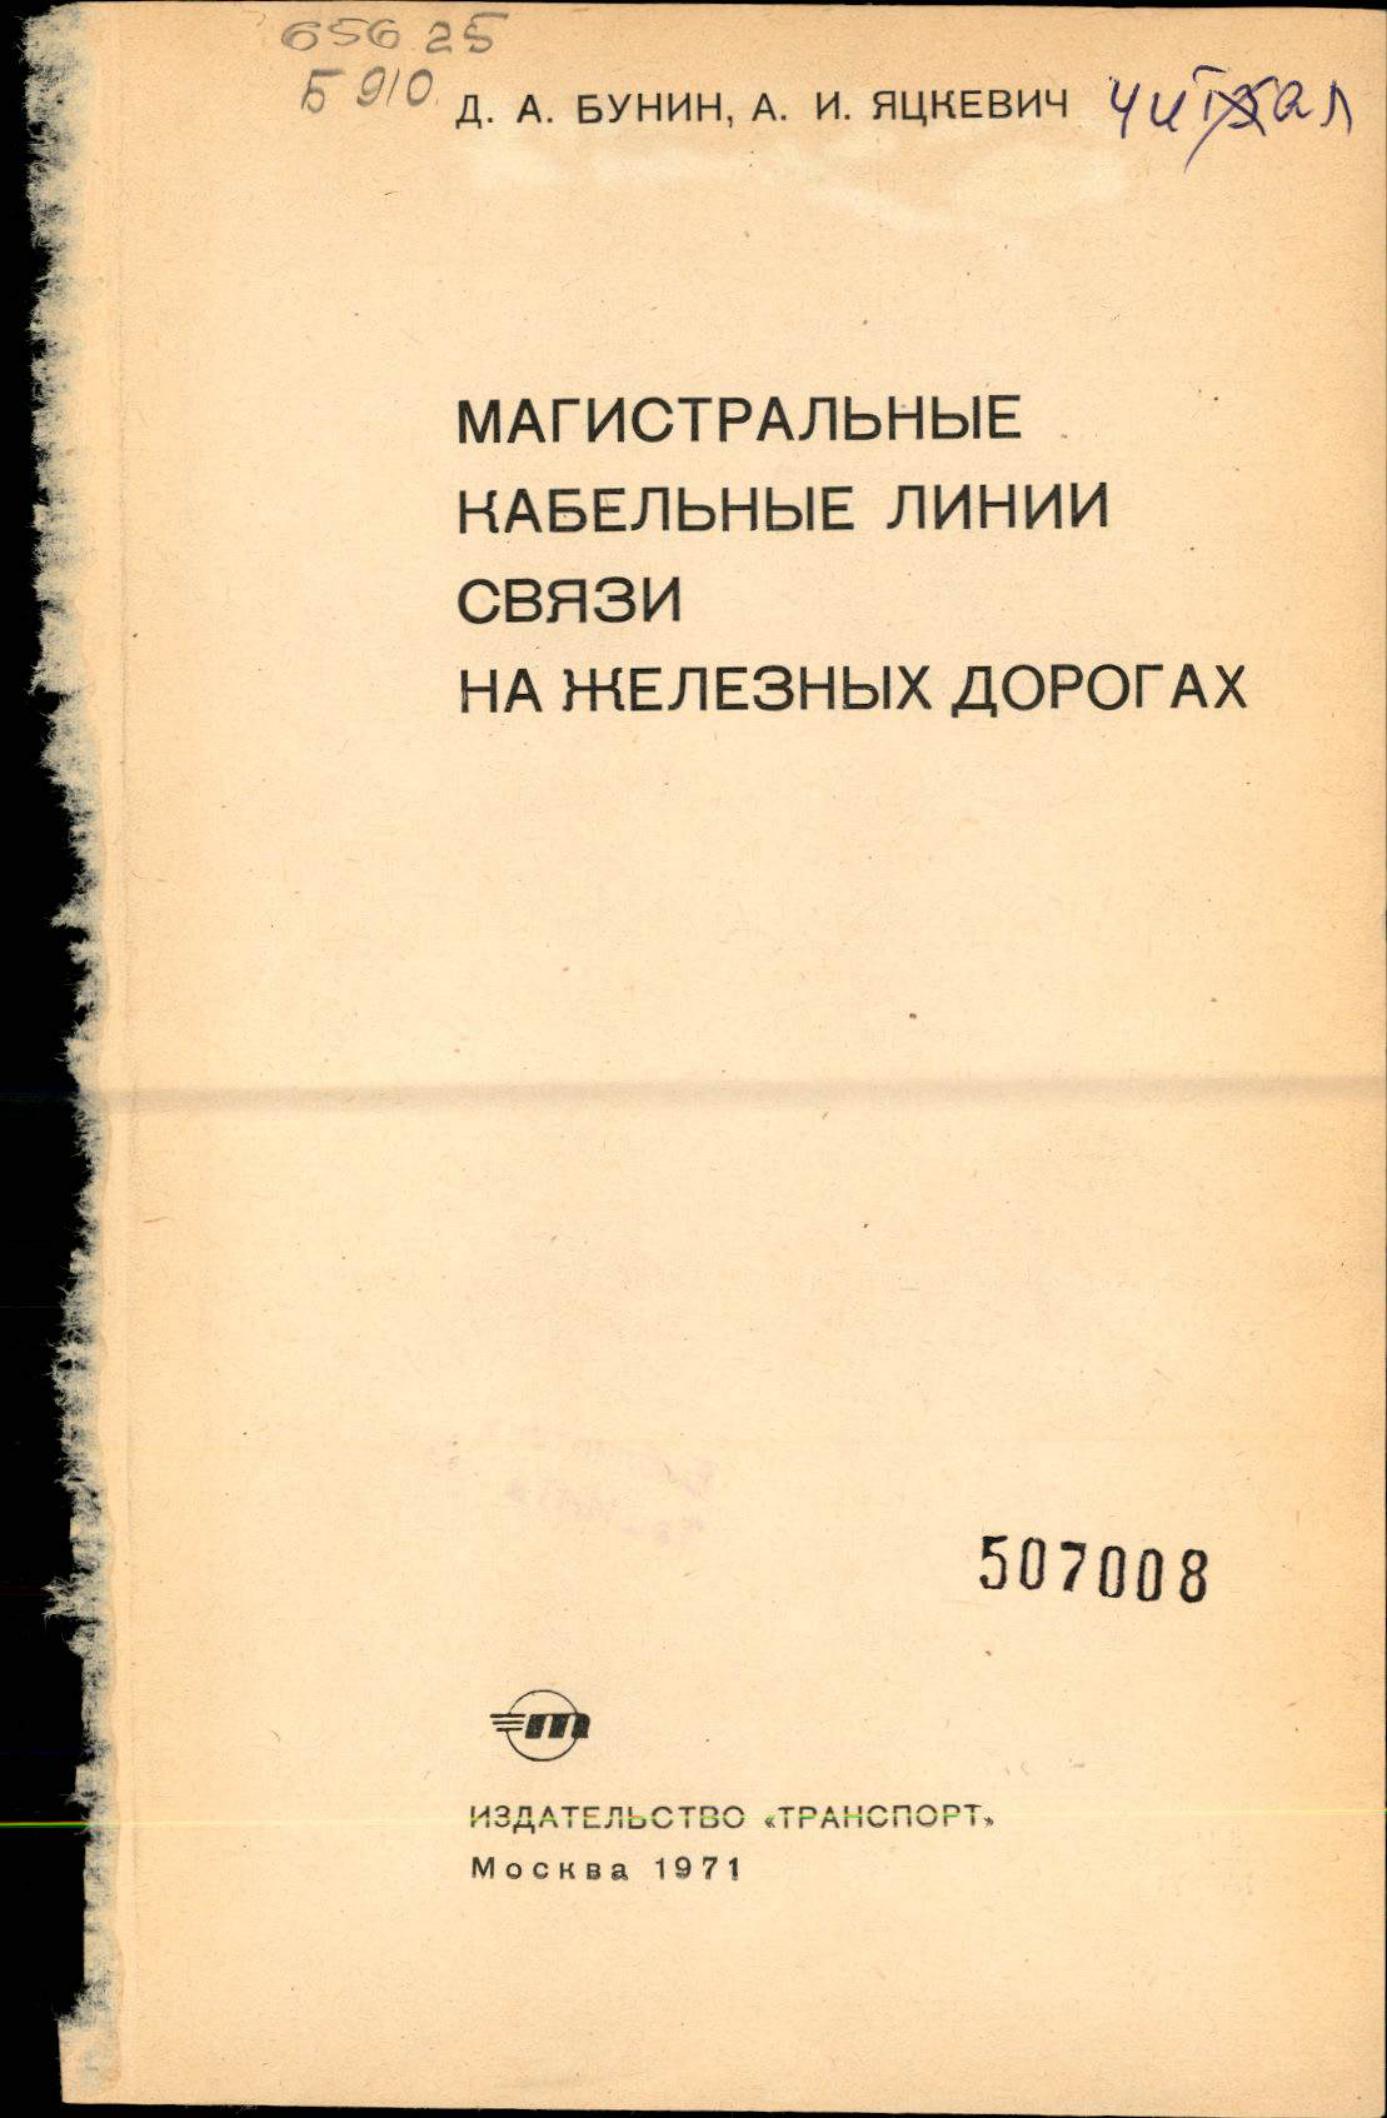 656.25
Б 910
Д. А. БУНИН, А. И. ЯЦКЕВИЧ
МАГИСТРАЛЬНЫЕ
КАБЕЛЬНЫЕ ЛИНИИ
СВЯЗИ
НА ЖЕЛЕЗНЫХ ДОРОГАХ
507008
ИЗДАТЕЛЬСТВО «ТРАНСПОРТ»
Москва 1971